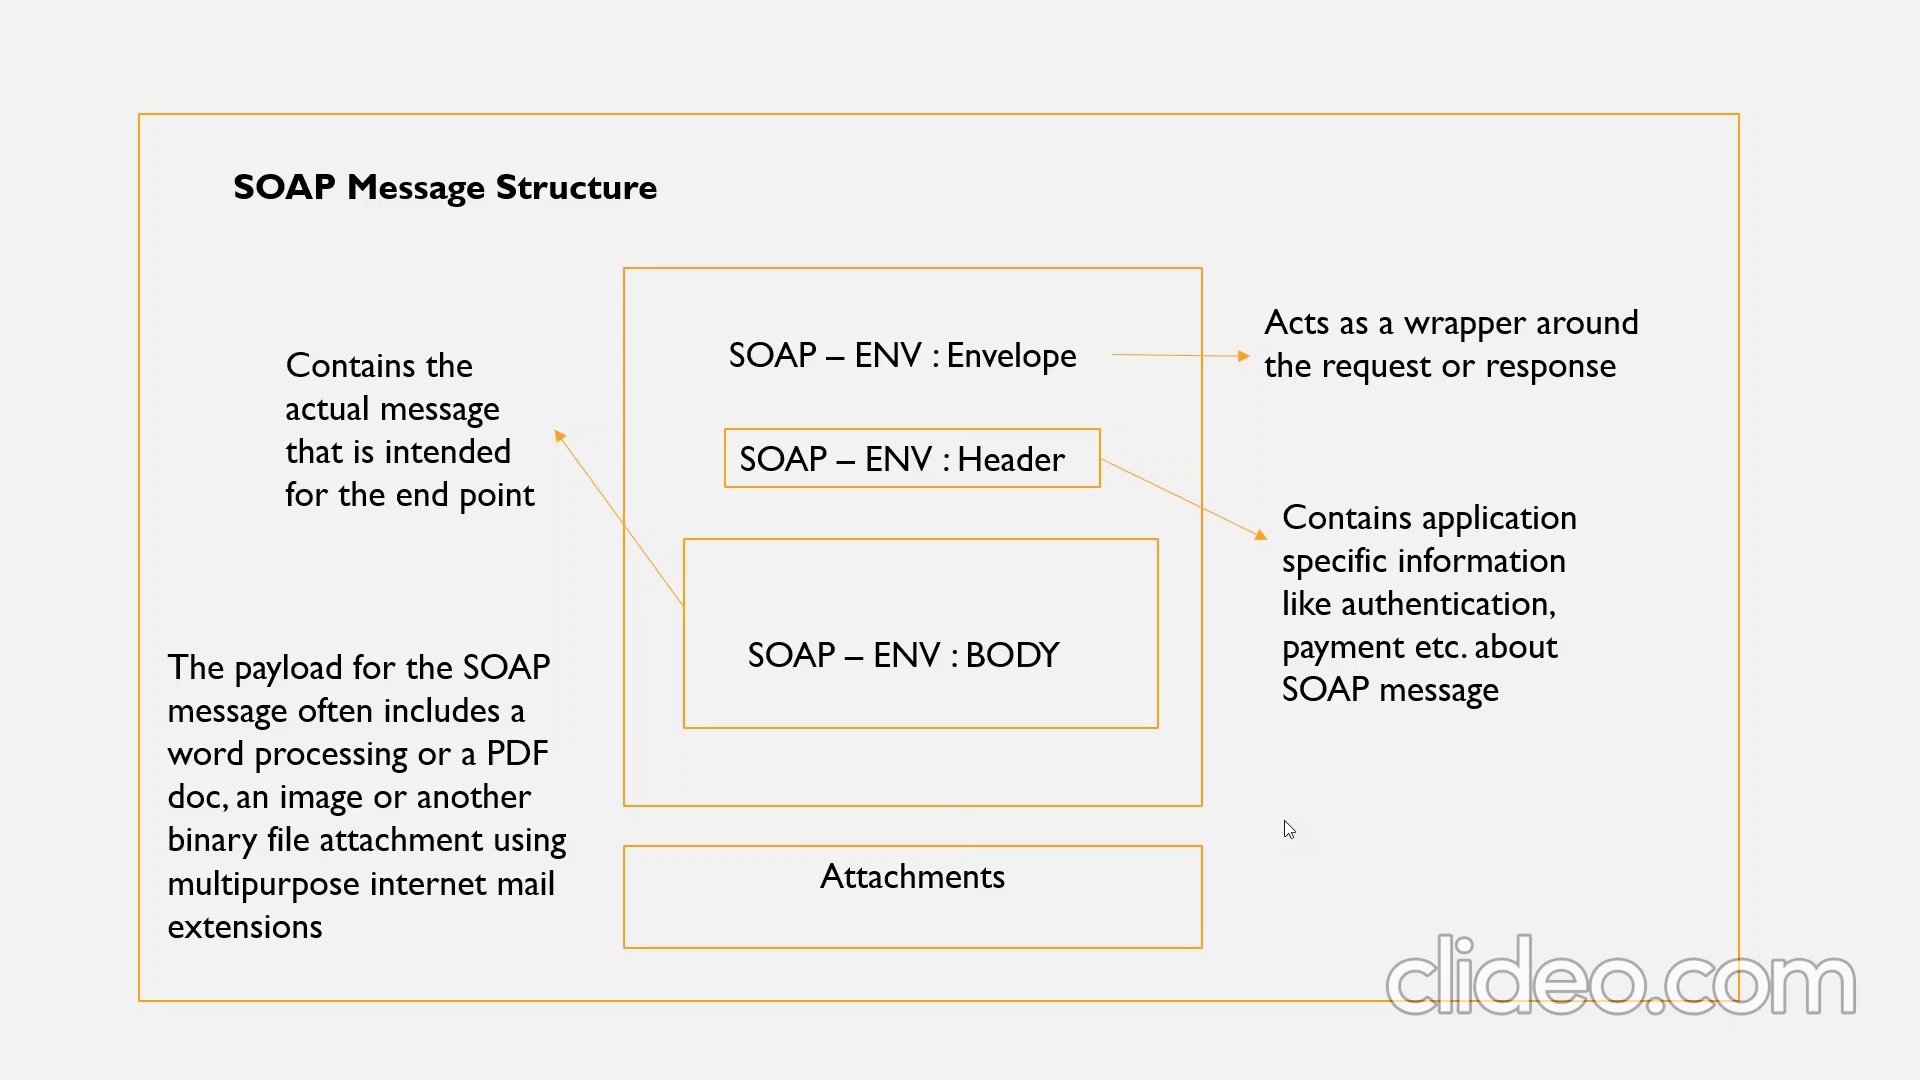 SOAP Message Structure
Contains the
actual message
that is intended
for the end point
The payload for the SOAP
message often includes a
word processing or a PDF
doc, an image or another
binary file attachment using
multipurpose internet mail
extensions
SOAP – ENV : Envelope
SOAP – ENV : Header
SOAP – ENV : BODY
Attachments
Acts as a wrapper around
the request or response
Contains application
specific information
like authentication,
payment etc. about
SOAP message
clideo.com